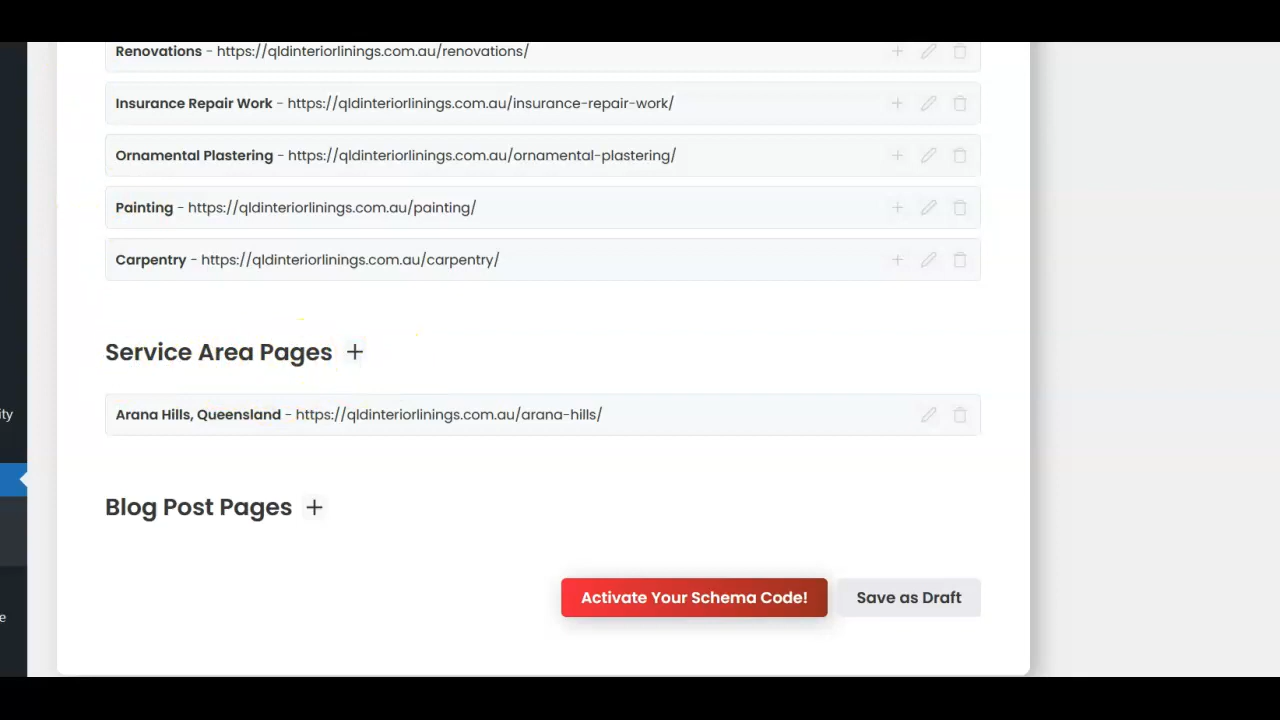 Renovations - https://qldinteriorlinings.com.au/renovations/
Insurance Repair Work - https://qldinteriorlinings.com.au/insurance-repair-work/
Ornamental Plastering - https://qldinteriorlinings.com.au/ornamental-plastering/
Painting - https://qldinteriorlinings.com.au/painting/
Carpentry - https://qldinteriorlinings.com.au/carpentry/
Service Area Pages +
ity
Arana Hills, Queensland - https://qldinteriorlinings.com.au/arana-hills/
Blog Post Pages +
Activate Your Schema Code! Save as Draft
e